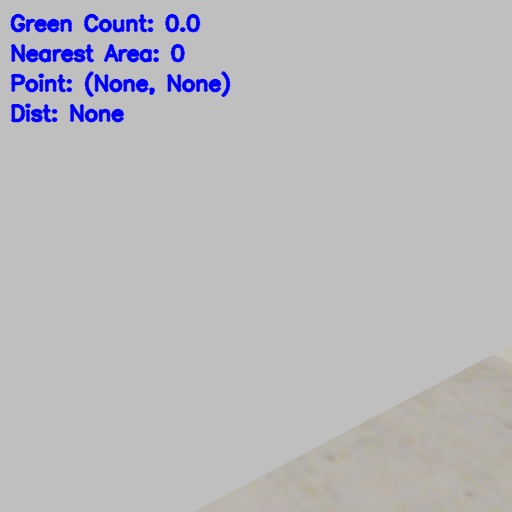 Green Count: 0.0
Nearest Area: 0
Point: (None, None)
Dist: None